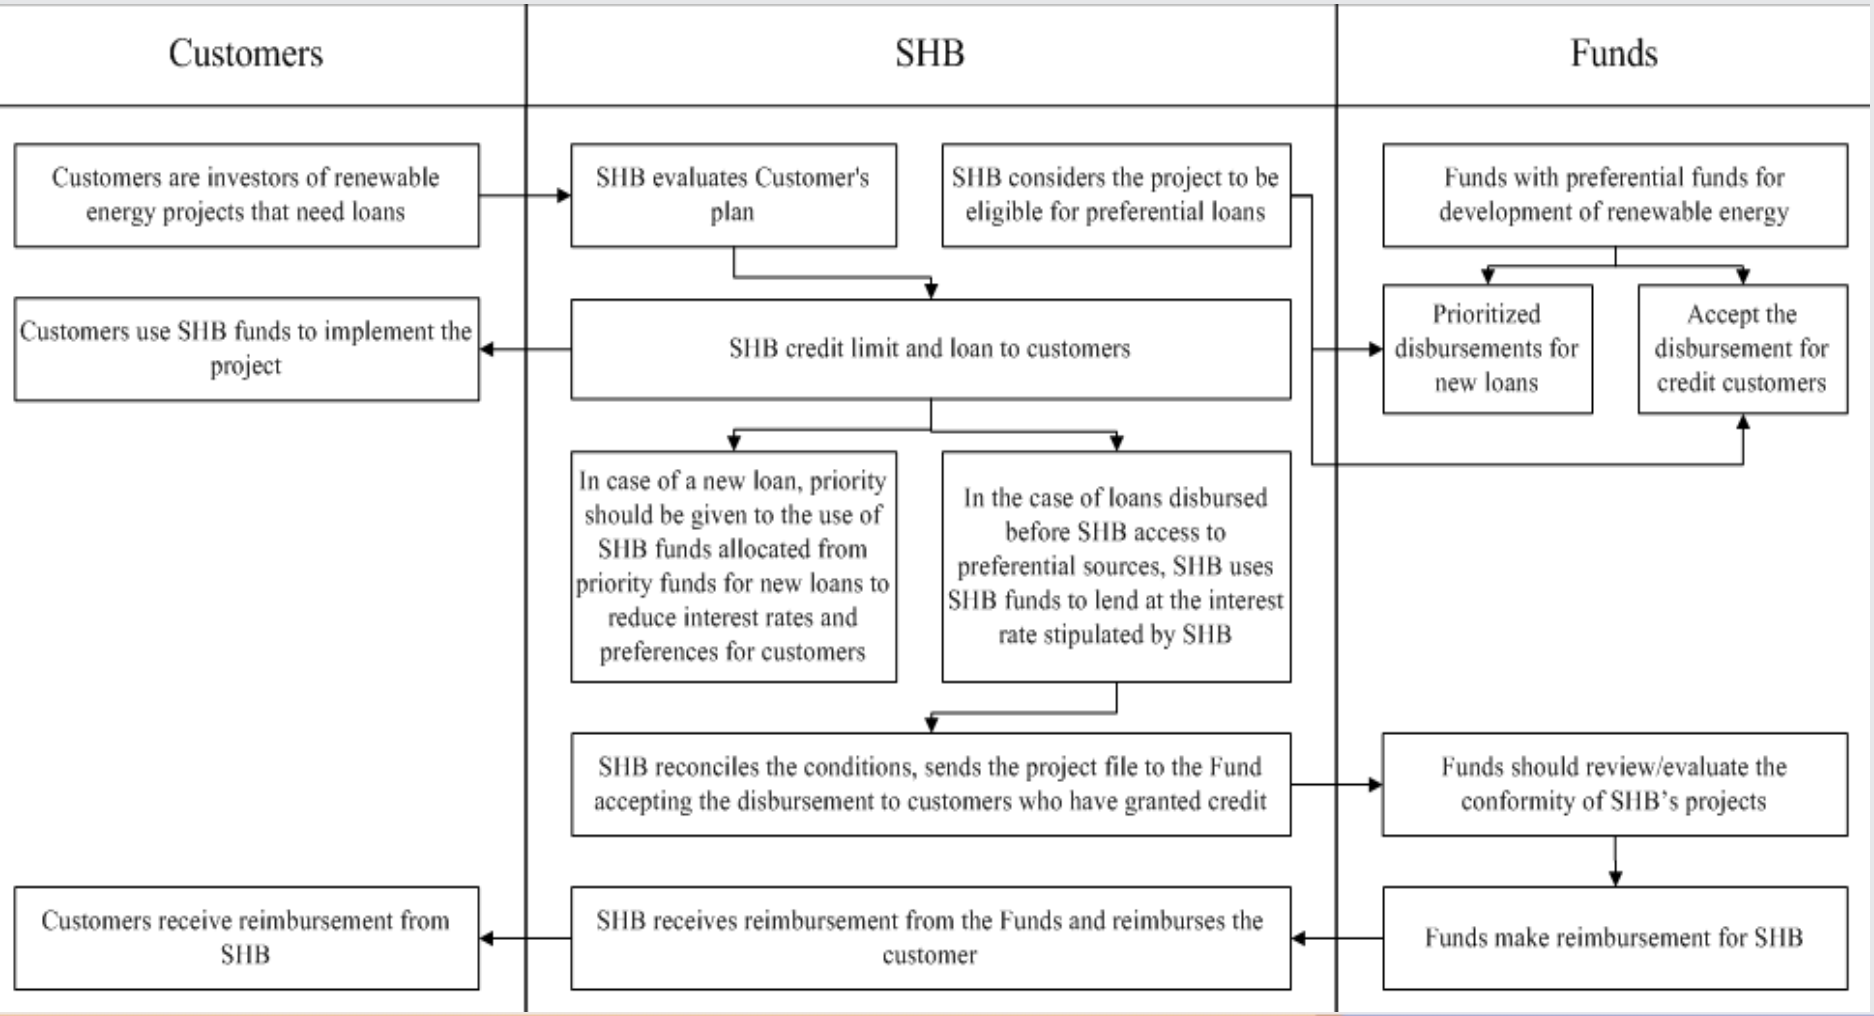 Customers
SHB
Funds
Customers are investors of renewable
energy projects that need loans
SHB evaluates Customer's
plan
SHB considers the project to be
eligible for preferential loans
Funds with preferential funds for
development of renewable energy
Customers use SHB funds to implement the
project
SHB credit limit and loan to customers
Prioritized
disbursements for
new loans
Accept the
disbursement for
credit customers
In case of a new loan, priority
should be given to the use of
SHB funds allocated from
priority funds for new loans to
reduce interest rates and
preferences for customers
In the case of loans disbursed
before SHB access to
preferential sources, SHB uses
SHB funds to lend at the interest
rate stipulated by SHB
SHB reconciles the conditions, sends the project file to the Fund
accepting the disbursement to customers who have granted credit
Funds should review/evaluate the
conformity of SHB’s projects
Customers receive reimbursement from
SHB
SHB receives reimbursement from the Funds and reimburses the
customer
Funds make reimbursement for SHB